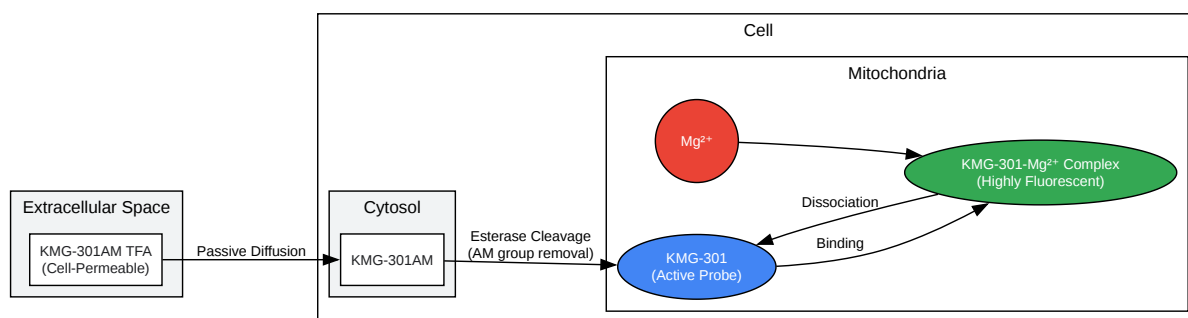 Cell
Mitochondria
Mg²⁺
KMG-301-Mg²⁺ Complex
(Highly Fluorescent)
Extracellular Space
KMG-301AM TFA
(Cell-Permeable)
Passive Diffusion
Cytosol
KMG-301AM
Esterase Cleavage
(AM group removal)
Dissociation
Binding
KMG-301
(Active Probe)